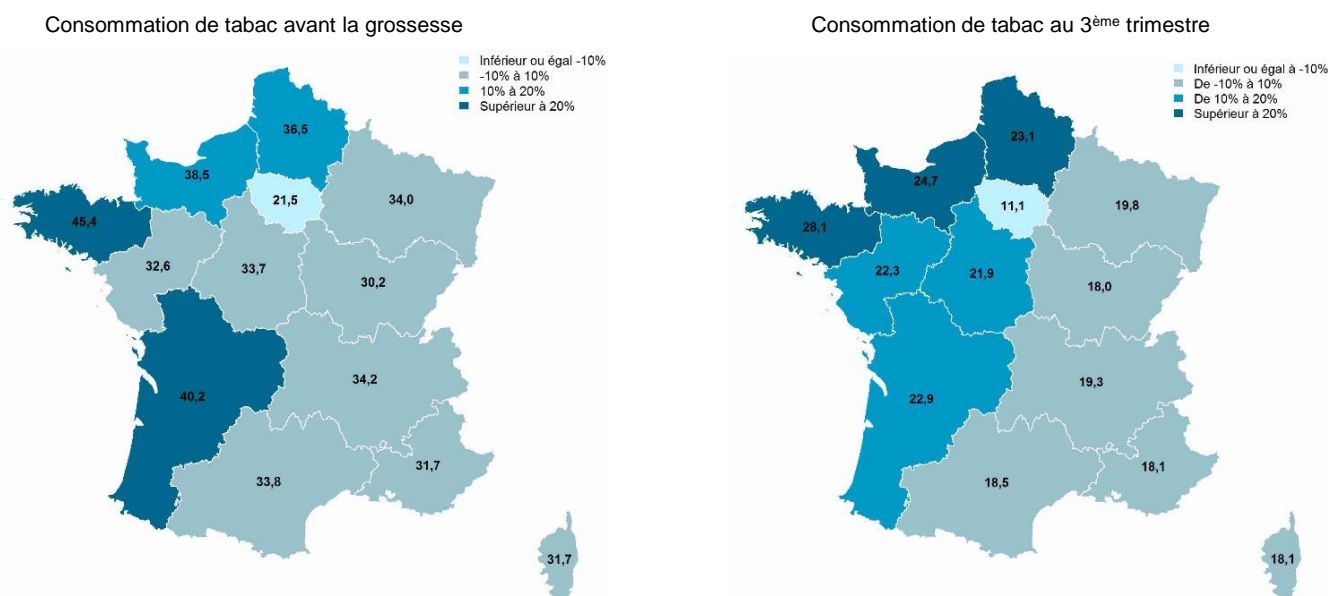 Consommation de tabac avant la grossesse
Inférieur ou égal -10%
-10% à 10%
10% à 20%
Supérieur à 20%
36,5
38,5
21,5
34,0
45,4
32,6
33,7
30,2
34,2
40,2
31,7
33,8
31,7
Consommation de tabac au 3ème trimestre
Inférieur ou égal à -10%
De -10% à 10%
De 10% à 20%
Supérieur à 20%
23,1
24,7
11,1
19,8
28,1
22,3
21,9
18,0
19,3
22,9
18,1
18,5
18,1